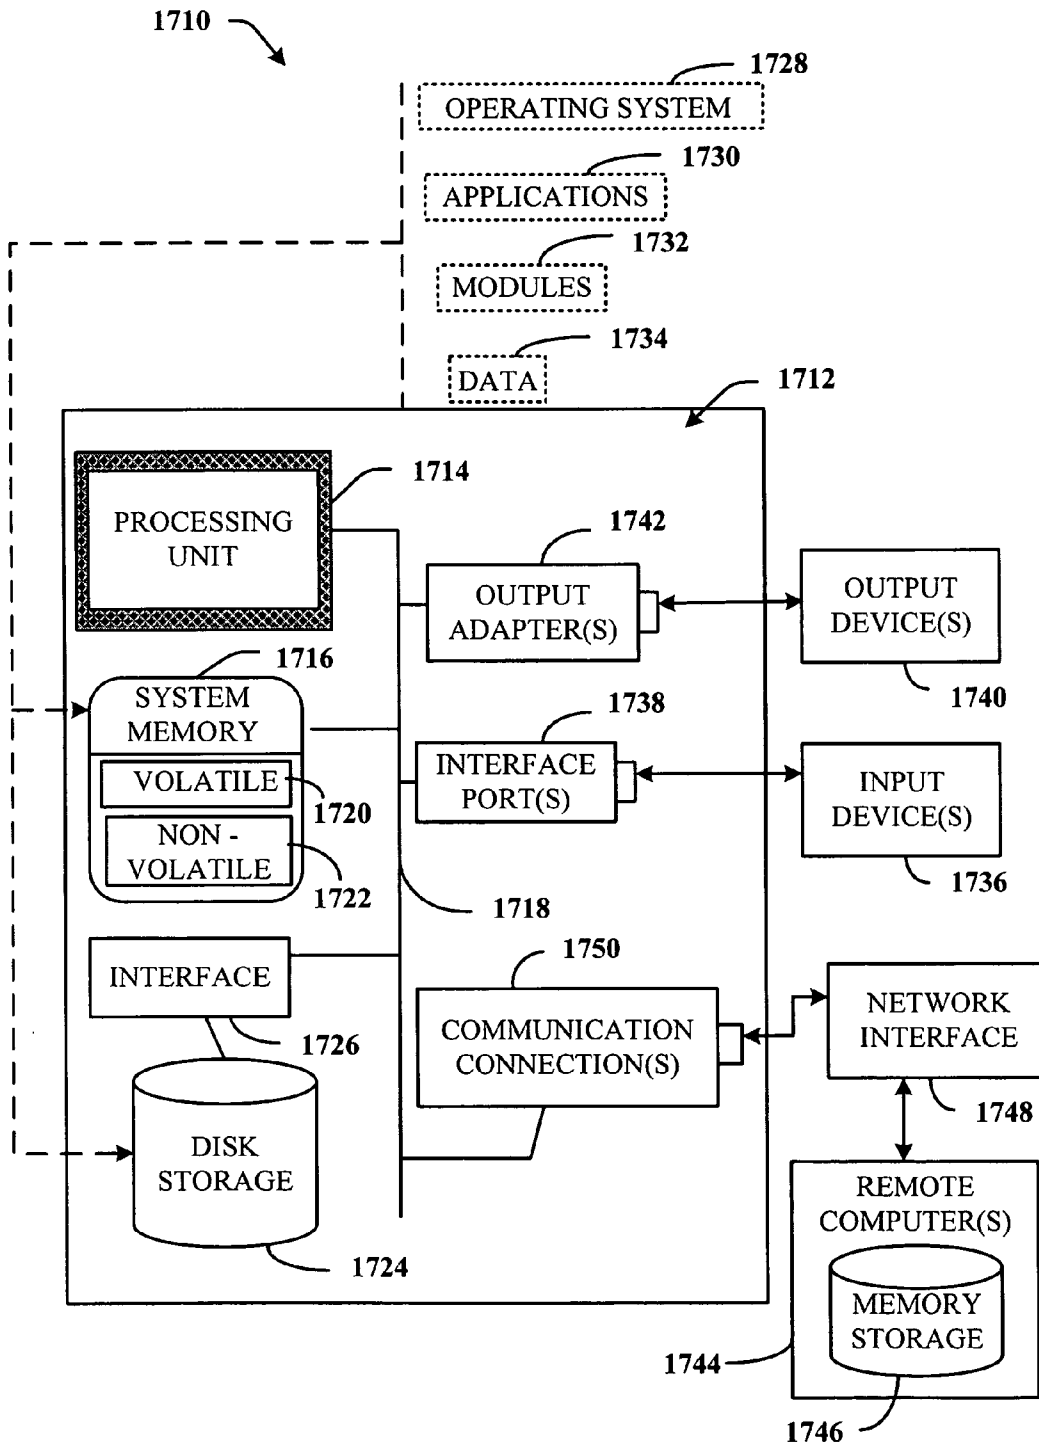 1710
1728
OPERATING SYSTEM
1730
APPLICATIONS
1732
MODULES
1734
DATA
1712
1714
PROCESSING
UNIT
1742
OUTPUT
ADAPTER(S)
OUTPUT
DEVICE(S)
1740
1716
SYSTEM
MEMORY
VOLATILE
1720
NON -
VOLATILE
1722
1738
INTERFACE
PORT(S)
INPUT
DEVICE(S)
1736
1718
1750
INTERFACE
1726
COMMUNICATION
CONNECTION(S)
NETWORK
INTERFACE
1748
DISK
STORAGE
1724
REMOTE
COMPUTER(S)
MEMORY
STORAGE
1744
1746